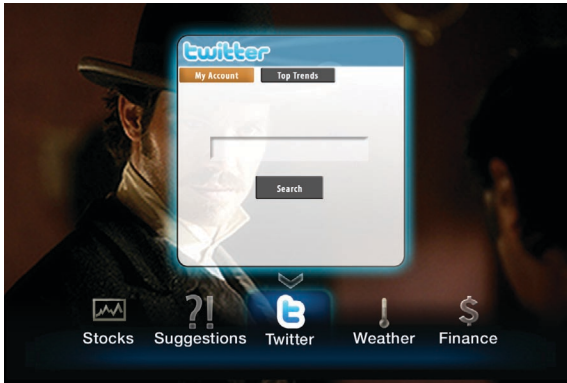 twitter
My Account Top Trends
Search
Stocks Suggestions Twitter Weather Finance